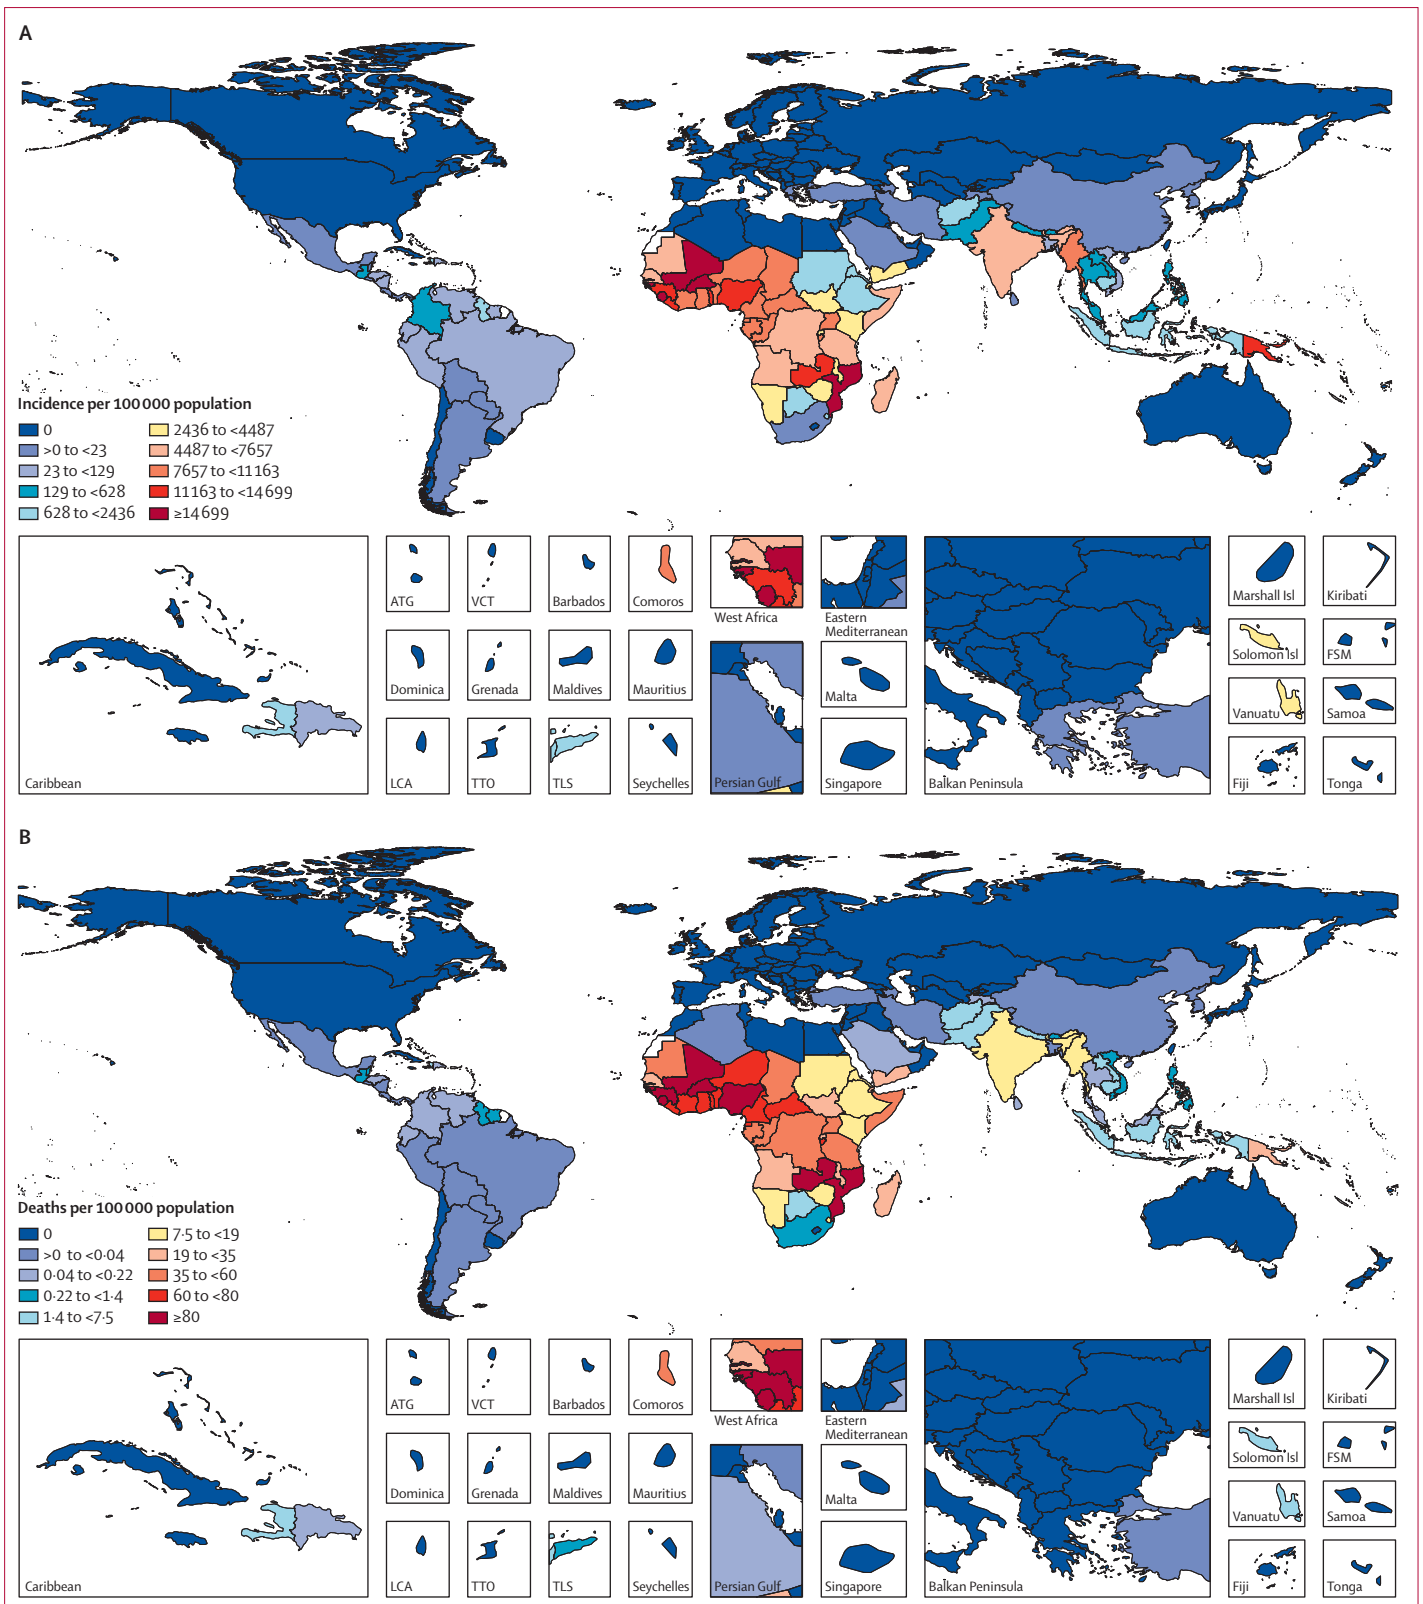 A
Incidence per 100 000 population
0
>0 to <23
23 to <129
129 to <628
628 to <2436
2436 to <4487
4487 to <7657
7657 to <11 163
11 163 to <14 699
≥14 699
Caribbean
ATG
VCT
Barbados
Comoros
West Africa
Eastern
Mediterranean
Dominica
Grenada
Maldives
Mauritius
Malta
LCA
TTO
TLS
Seychelles
Persian Gulf
Singapore
Balkan Peninsula
Marshall Isl
Kiribati
Solomon Isl
FSM
Vanuatu
Samoa
Fiji
Tonga
B
Deaths per 100 000 population
0
>0 to <0·04
0·04 to <0·22
0·22 to <1·4
1·4 to <7·5
7·5 to <19
19 to <35
35 to <60
60 to <80
≥80
Caribbean
ATG
VCT
Barbados
Comoros
West Africa
Eastern
Mediterranean
Dominica
Grenada
Maldives
Mauritius
Malta
LCA
TTO
TLS
Seychelles
Persian Gulf
Singapore
Balkan Peninsula
Marshall Isl
Kiribati
Solomon Isl
FSM
Vanuatu
Samoa
Fiji
Tonga